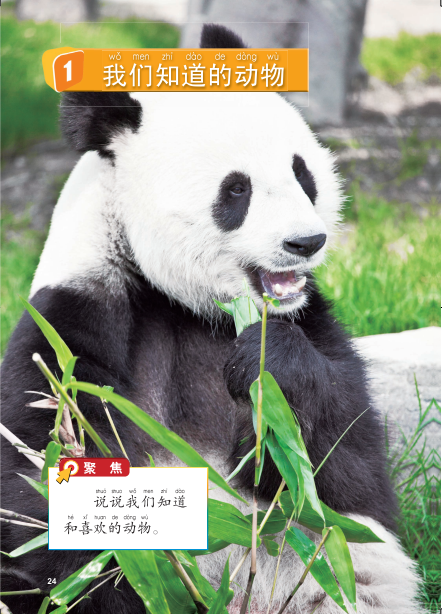 wǒ men zhī dào de dòng wù
1 我们知道的动物
聚 焦
shuō shuo wǒ men zhī dào
说说我们知道
hé xǐ huan de dòng wù
和喜欢的动物。
24